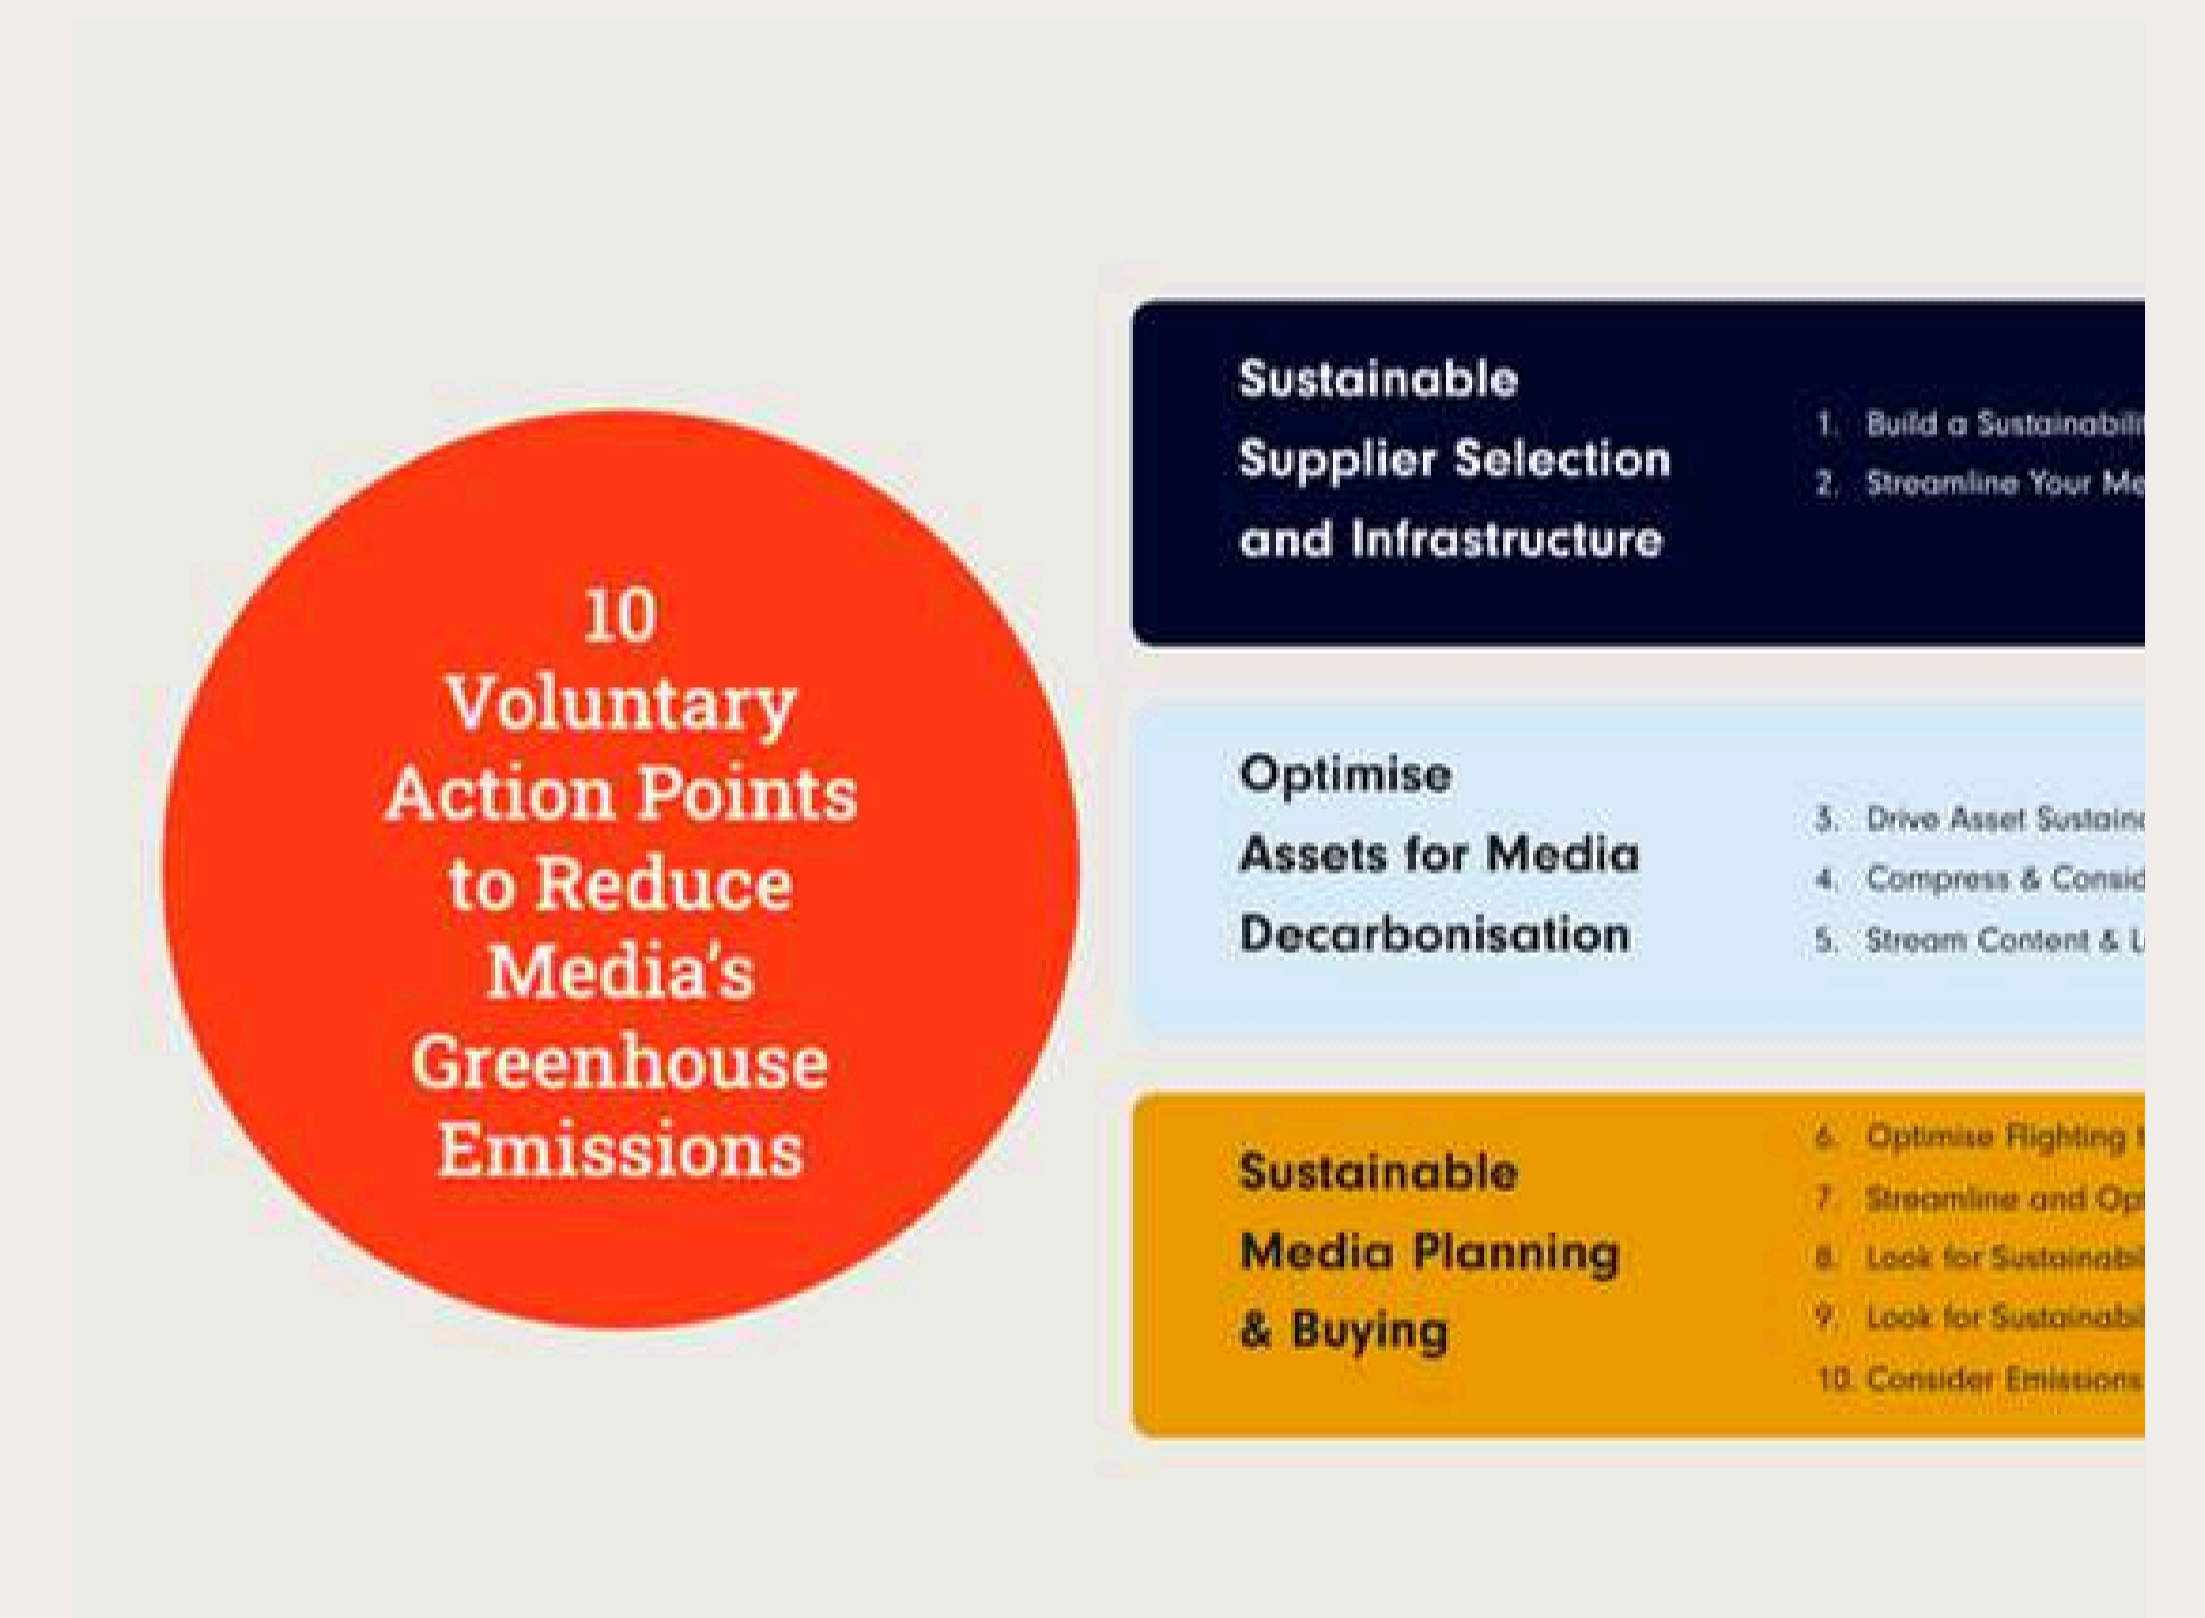 10
Voluntary
Action Points
to Reduce
Media's
Greenhouse
Emissions
Sustainable
Supplier Selection
and Infrastructure
1. Build a
2. Streamline Your
Optimise
Assets for Media
Decarbonisation
3. Drive Asset
4. Compress &
5. Stream Content &
Sustainable
Media Planning
& Buying
6. Optimise Flighting
7. Streamline and
8. Look for
9. Look for
10. Consider Emissions